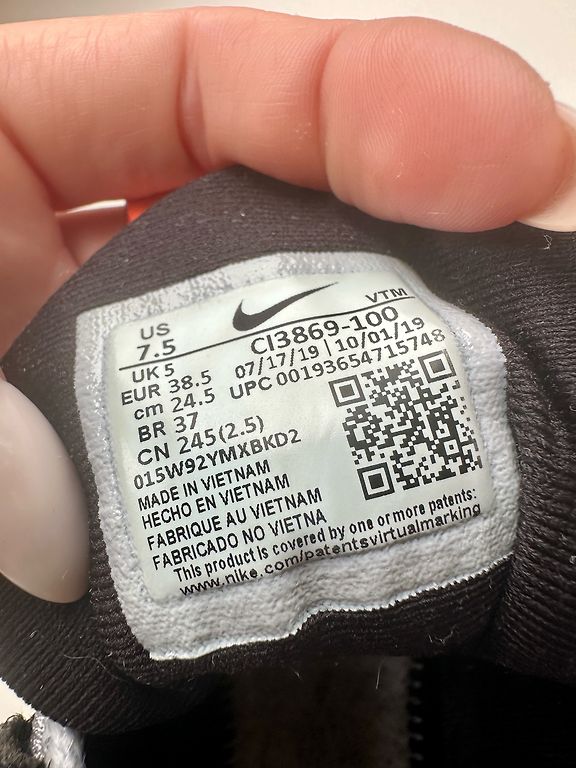 US
7.5
VTM
UK 5
CI3869-100
EUR 38.5
07/17/19 | 10/01/19
cm 24.5
UPC 00193654715748
BR 37
CN 245(2.5)
015W92YMXBKD2
MADE IN VIETNAM
HECHO EN VIETNAM
FABRIQUE AU VIETNAM
FABRICADO NO VIETNA
This product is covered by one or more patents:
www.nike.com/patentsvirtualmarking